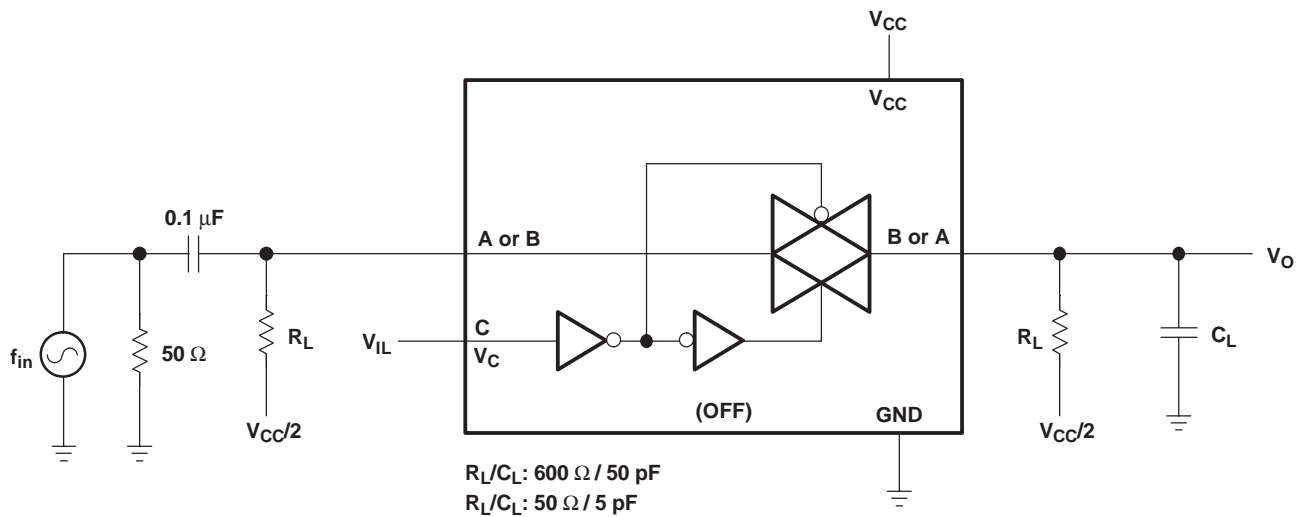 VCC
VCC
0.1 μF
A or B
B or A
VO
fin
50 Ω
RL
VIL
C
VC
RL
CL
(OFF)
GND
VCC/2
VCC/2
RL/CL: 600 Ω / 50 pF
RL/CL: 50 Ω / 5 pF